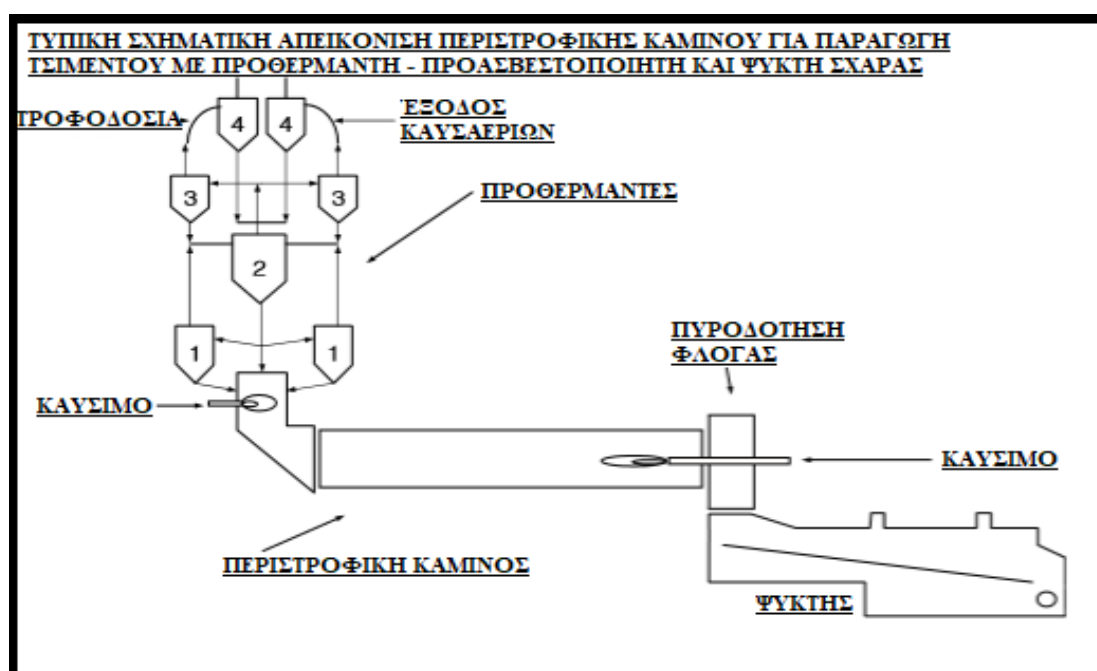 ΤΥΠΙΚΗ ΣΧΗΜΑΤΙΚΗ ΑΠΕΙΚΟΝΙΣΗ ΠΕΡΙΣΤΡΟΦΙΚΗΣ ΚΑΜΙΝΟΥ ΓΙΑ ΠΑΡΑΓΩΓΗ
ΤΣΙΜΕΝΤΟΥ ΜΕ ΠΡΟΘΕΡΜΑΝΤΗ - ΠΡΟΑΣΒΕΣΤΟΠΟΙΗΤΗ ΚΑΙ ΨΥΚΤΗ ΣΧΑΡΑΣ
ΤΡΟΦΟΔΟΣΙΑ
4
4
ΈΞΟΔΟΣ
ΚΑΥΣΑΕΡΙΩΝ
3
3
ΠΡΟΘΕΡΜΑΝΤΕΣ
2
1
1
ΠΥΡΟΔΟΤΗΣΗ
ΦΛΟΓΑΣ
ΚΑΥΣΙΜΟ
ΚΑΥΣΙΜΟ
ΠΕΡΙΣΤΡΟΦΙΚΗ ΚΑΜΙΝΟΣ
ΨΥΚΤΗΣ